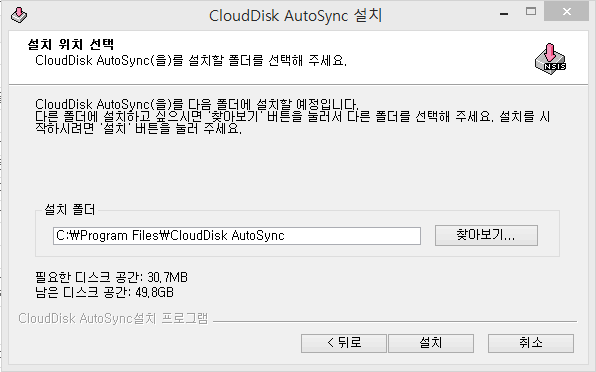 CloudDisk AutoSync 설치
설치 위치 선택
CloudDisk AutoSync(을)를 설치할 폴더를 선택해 주세요.
NSIS
CloudDisk AutoSync(을)를 다음 폴더에 설치할 예정입니다.
다른 폴더에 설치하고 싶으시면 '찾아보기' 버튼을 눌러서 다른 폴더를 선택해 주세요. 설치를 시
작하시려면 '설치' 버튼을 눌러 주세요.
설치 폴더
C:₩Program Files₩CloudDisk AutoSync
찾아보기...
필요한 디스크 공간: 30.7MB
남은 디스크 공간: 49.8GB
CloudDisk AutoSync설치 프로그램
< 뒤로
설치
취소